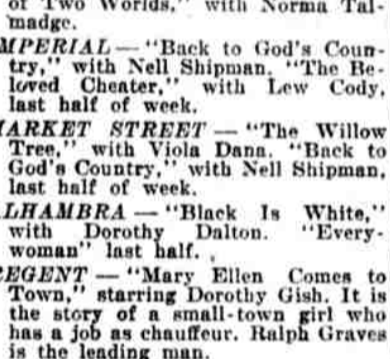 of Two Worlds," with Norma Tal-
madge.
MPERIAL — "Back to God's Coun-
try," with Nell Shipman. "The Be-
loved Cheater," with Lew Cody,
last half of week.
MARKET STREET — "The Willow
Tree," with Viola Dana. "Back to
God's Country," with Nell Shipman,
last half of week.
LHAMBRA — "Black Is White,"
with Dorothy Dalton. "Every-
woman" last half.
REGENT — "Mary Ellen Comes to
Town," starring Dorothy Gish. It is
the story of a small-town girl who
has a job as chauffeur. Ralph Graves
is the leading man.